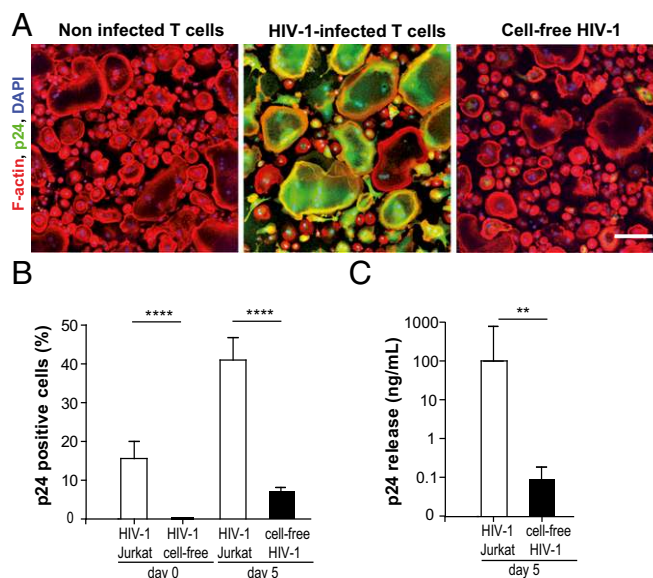 A
Non infected T cells
HIV-1-infected T cells
Cell-free HIV-1
F-actin, p24, DAPI
B
p24 positive cells (%)
50
40
30
20
10
0
****
****
HIV-1 HIV-1 HIV-1 cell-free
Jurkat cell-free Jurkat HIV-1
day 0 day 5
C
p24 release (ng/mL)
1000
100
10
1
0.1
0
**
HIV-1 cell-free
Jurkat HIV-1
day 5